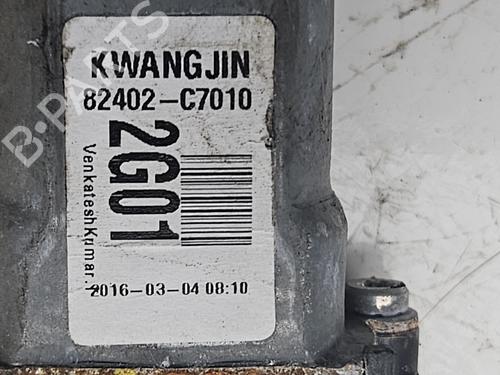 KWANGJIN
82402-C7010
2G01
VenkateshKumar
2016-03-04 08:10
B-PARTS